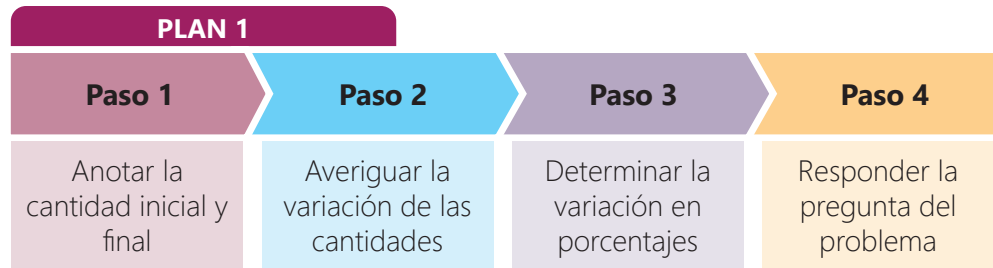 PLAN 1
Paso 1
Paso 2
Paso 3
Paso 4
Anotar la
cantidad inicial y
final
Averiguar la
variación de las
cantidades
Determinar la
variación en
porcentajes
Responder la
pregunta del
problema